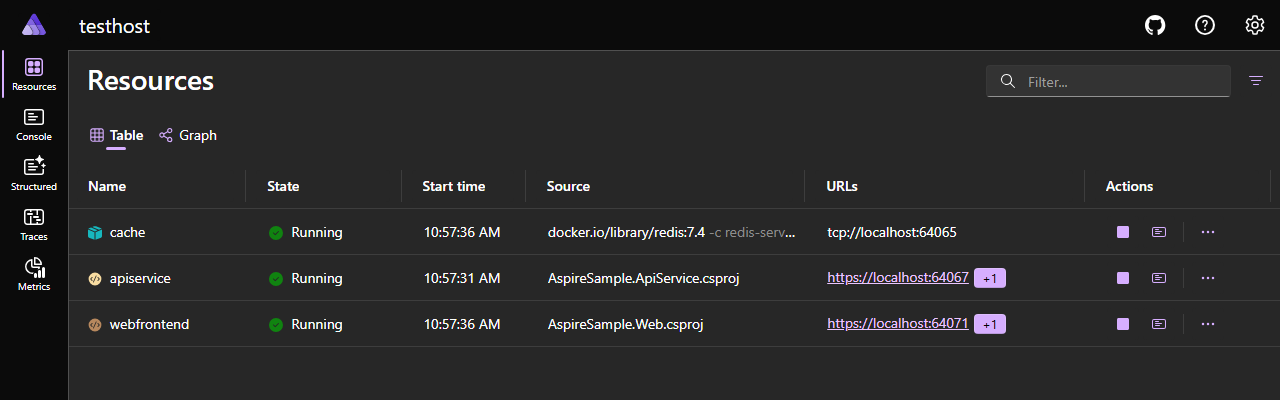 testhost
Resources
Console
Structured
Traces
Metrics
Resources
Filter...
Table Graph
Name State Start time Source URLs Actions
cache Running 10:57:36 AM docker.io/library/redis:7.4 -c redis-serv... tcp://localhost:64065
apiservice Running 10:57:31 AM AspireSample.ApiService.csproj https://localhost:64067 +1
webfrontend Running 10:57:36 AM AspireSample.Web.csproj https://localhost:64071 +1